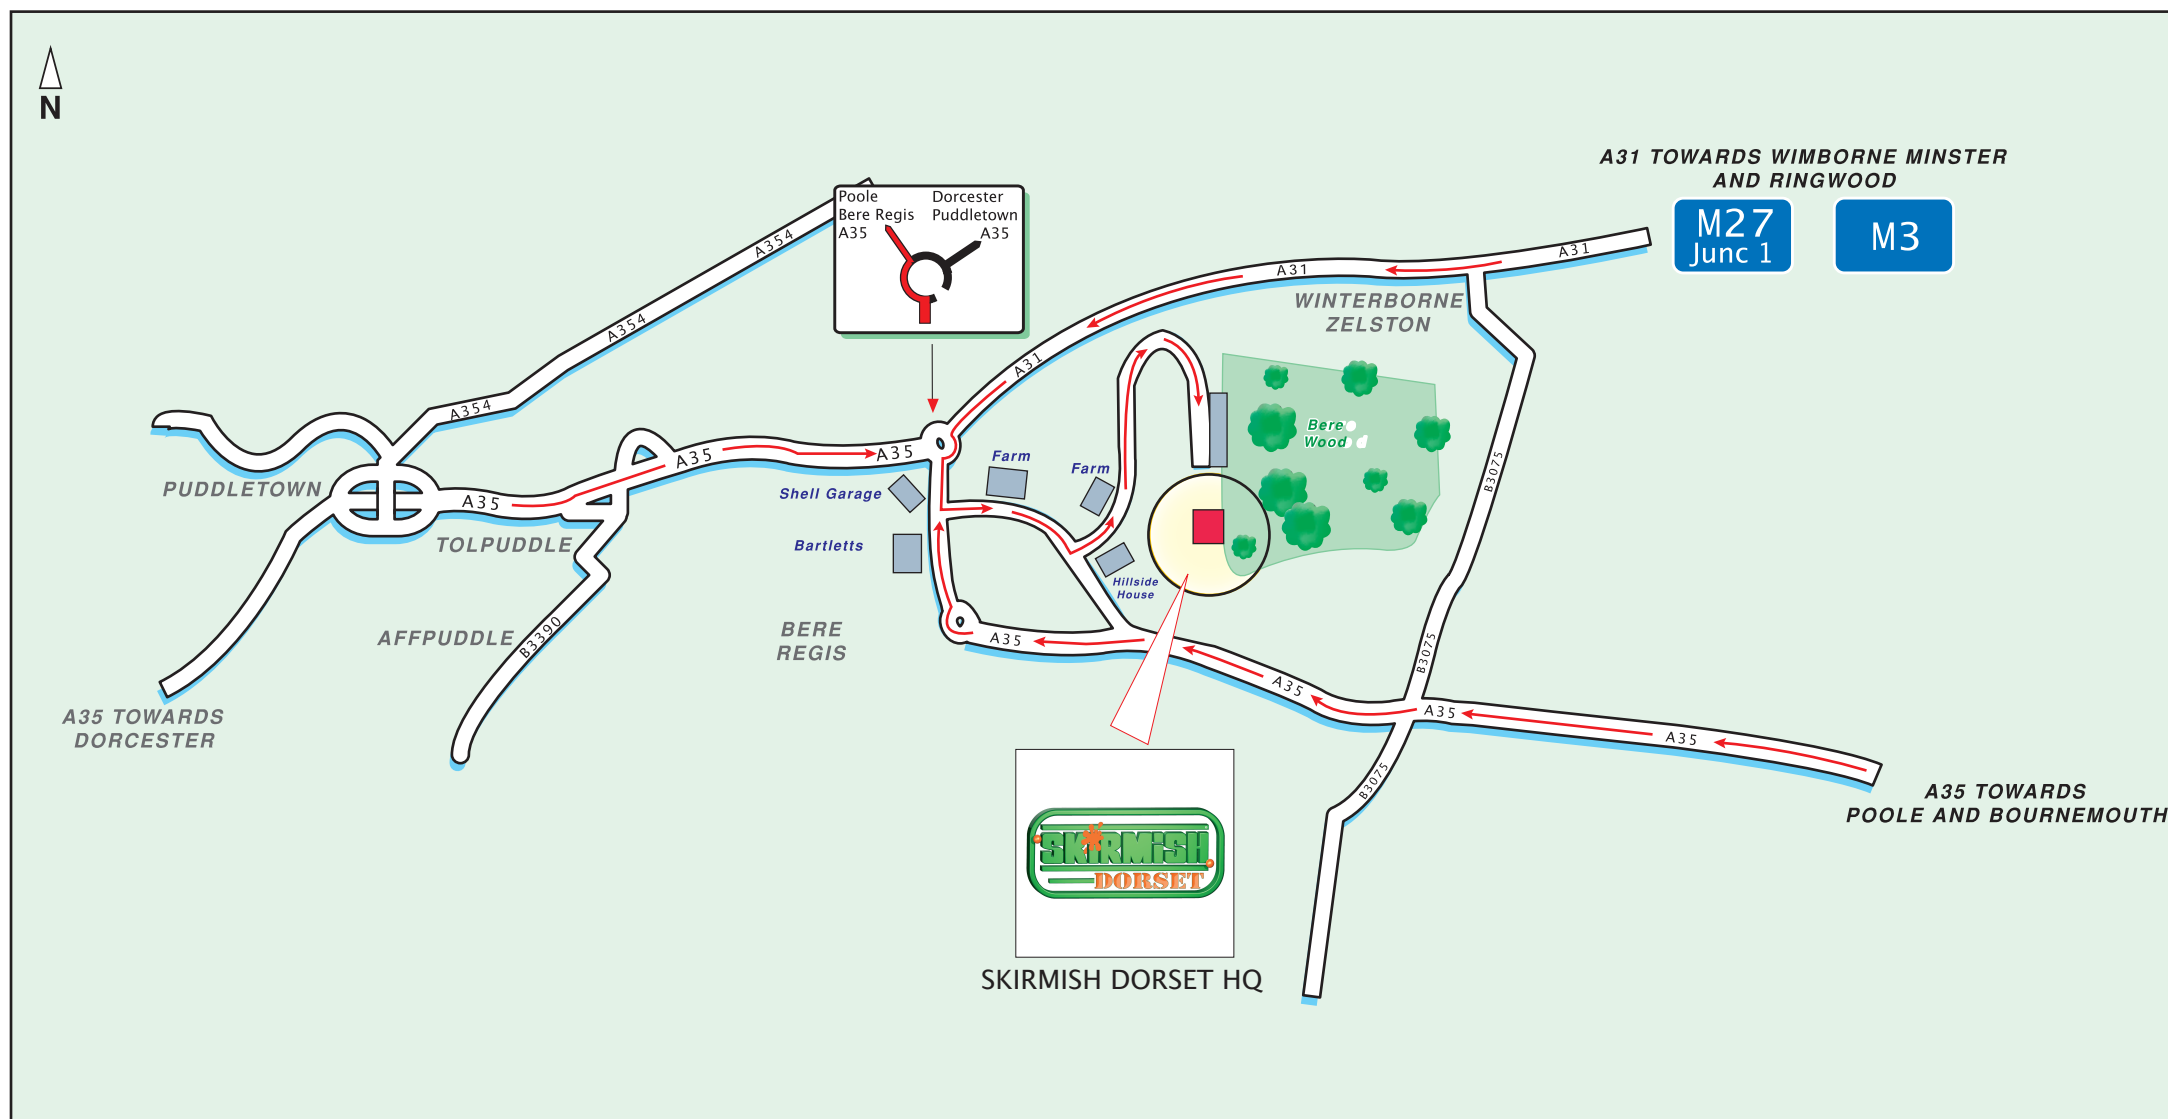 N
A31 TOWARDS WIMBORNE MINSTER
AND RINGWOOD
M27
Junc 1
M3
Poole
Bere Regis
A35
Dorcester
Puddletown
A35
A354
A354
A354
A31
A31
A31
WINTERBORNE
ZELSTON
Bere
Wood
PUDDLETOWN
A35
A35
A35
Farm
Farm
Shell Garage
Bartletts
Hillside
House
TOLPUDDLE
AFFPUDDLE
B3390
BERE
REGIS
A35
A35
A35
A35
B3075
B3075
B3075
A35 TOWARDS
DORCESTER
A35 TOWARDS
POOLE AND BOURNEMOUTH
SKIRMISH
DORSET
SKIRMISH DORSET HQ